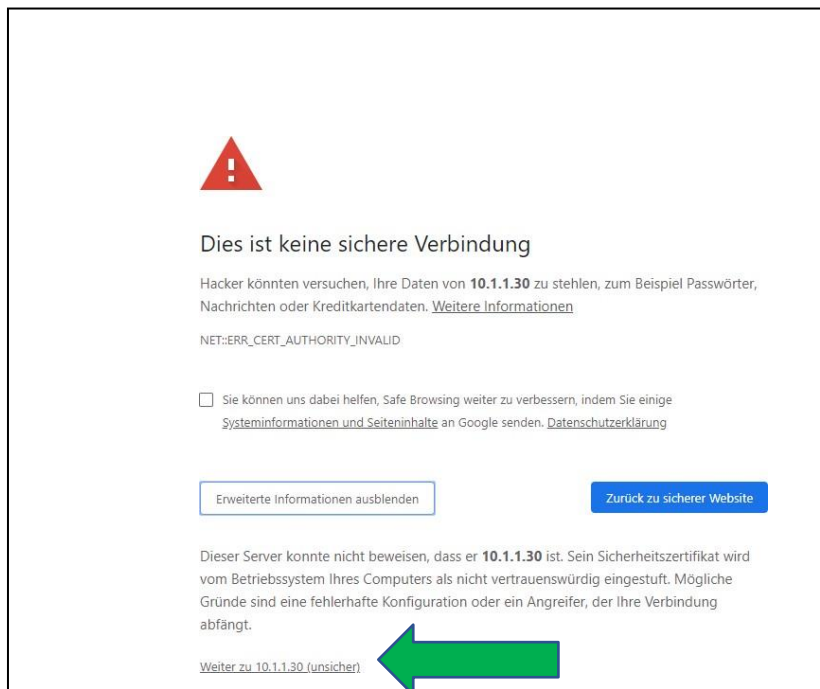 !
Dies ist keine sichere Verbindung
Hacker könnten versuchen, Ihre Daten von 10.1.1.30 zu stehlen, zum Beispiel Passwörter,
Nachrichten oder Kreditkartendaten. Weitere Informationen
NET::ERR_CERT_AUTHORITY_INVALID
Sie können uns dabei helfen, Safe Browsing weiter zu verbessern, indem Sie einige
Systeminformationen und Seiteninhalte an Google senden. Datenschutzerklärung
Erweiterte Informationen ausblenden
Zurück zu sicherer Website
Dieser Server konnte nicht beweisen, dass er 10.1.1.30 ist. Sein Sicherheitszertifikat wird
vom Betriebssystem Ihres Computers als nicht vertrauenswürdig eingestuft. Mögliche
Gründe sind eine fehlerhafte Konfiguration oder ein Angreifer, der Ihre Verbindung
abfängt.
Weiter zu 10.1.1.30 (unsicher)